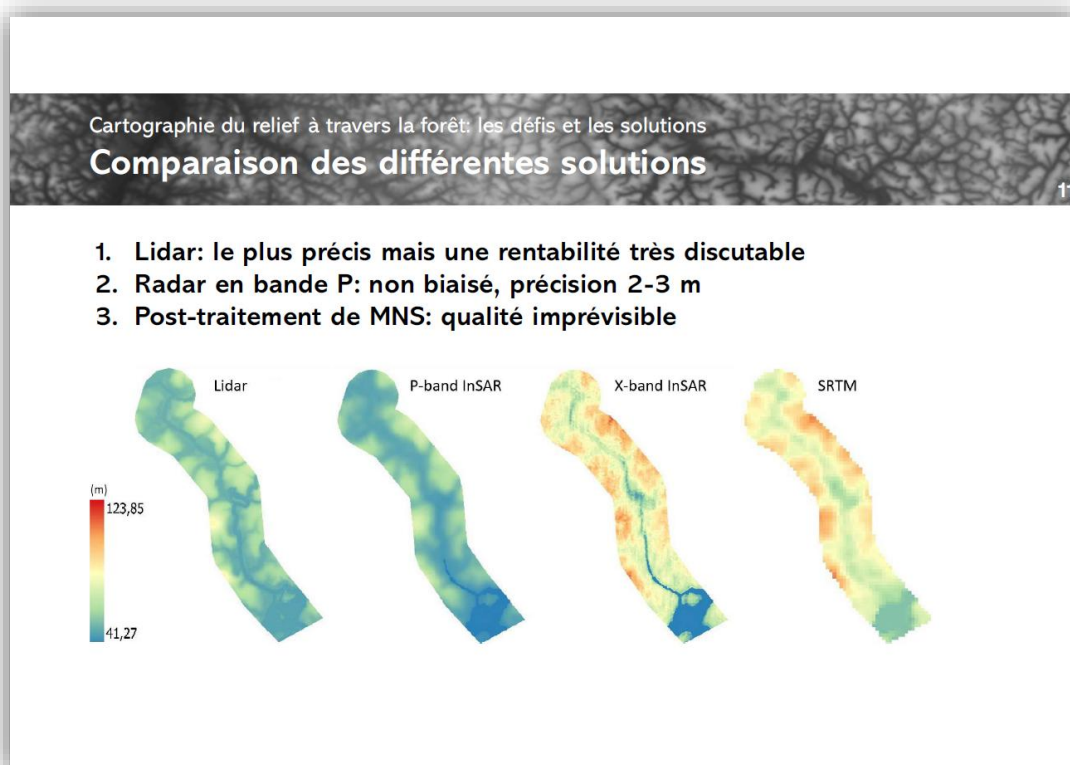 Cartographie du relief à travers la forêt: les défis et les solutions
Comparaison des différentes solutions
1. Lidar: le plus précis mais une rentabilité très discutable
2. Radar en bande P: non biaisé, précision 2-3 m
3. Post-traitement de MNS: qualité imprévisible
Lidar
P-band InSAR
X-band InSAR
SRTM
(m)
123,85
41,27